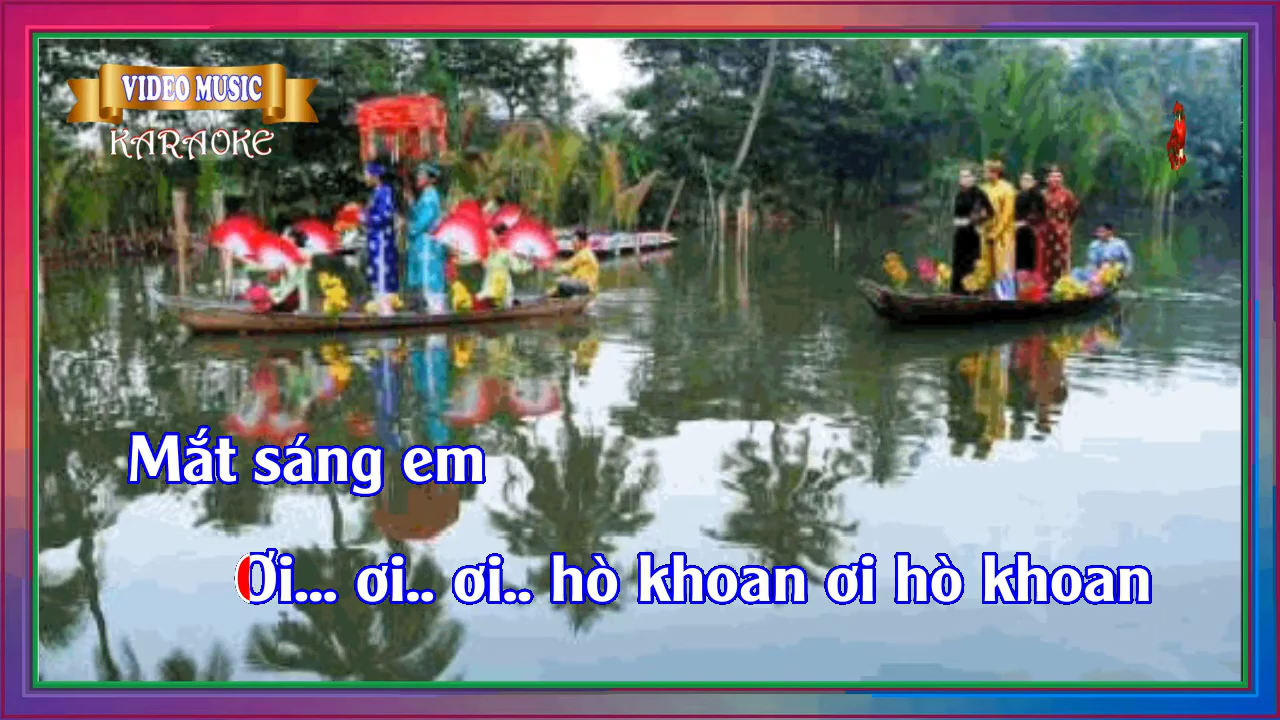 VIDEO MUSIC
KARAOKE
Mắt sáng em
Ơi... ơi.. ơi.. hò khoan ơi hò khoan